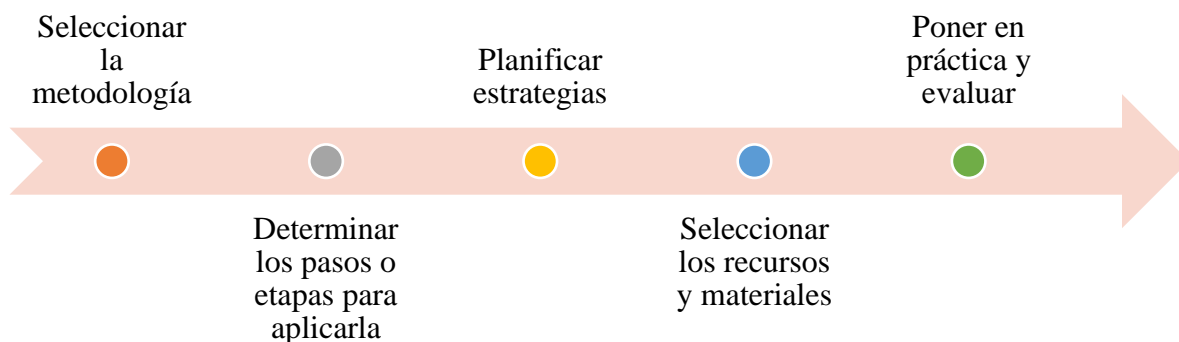 Seleccionar
la
metodología
Determinar
los pasos o
etapas para
aplicarla
Planificar
estrategias
Seleccionar
los recursos
y materiales
Poner en
práctica y
evaluar